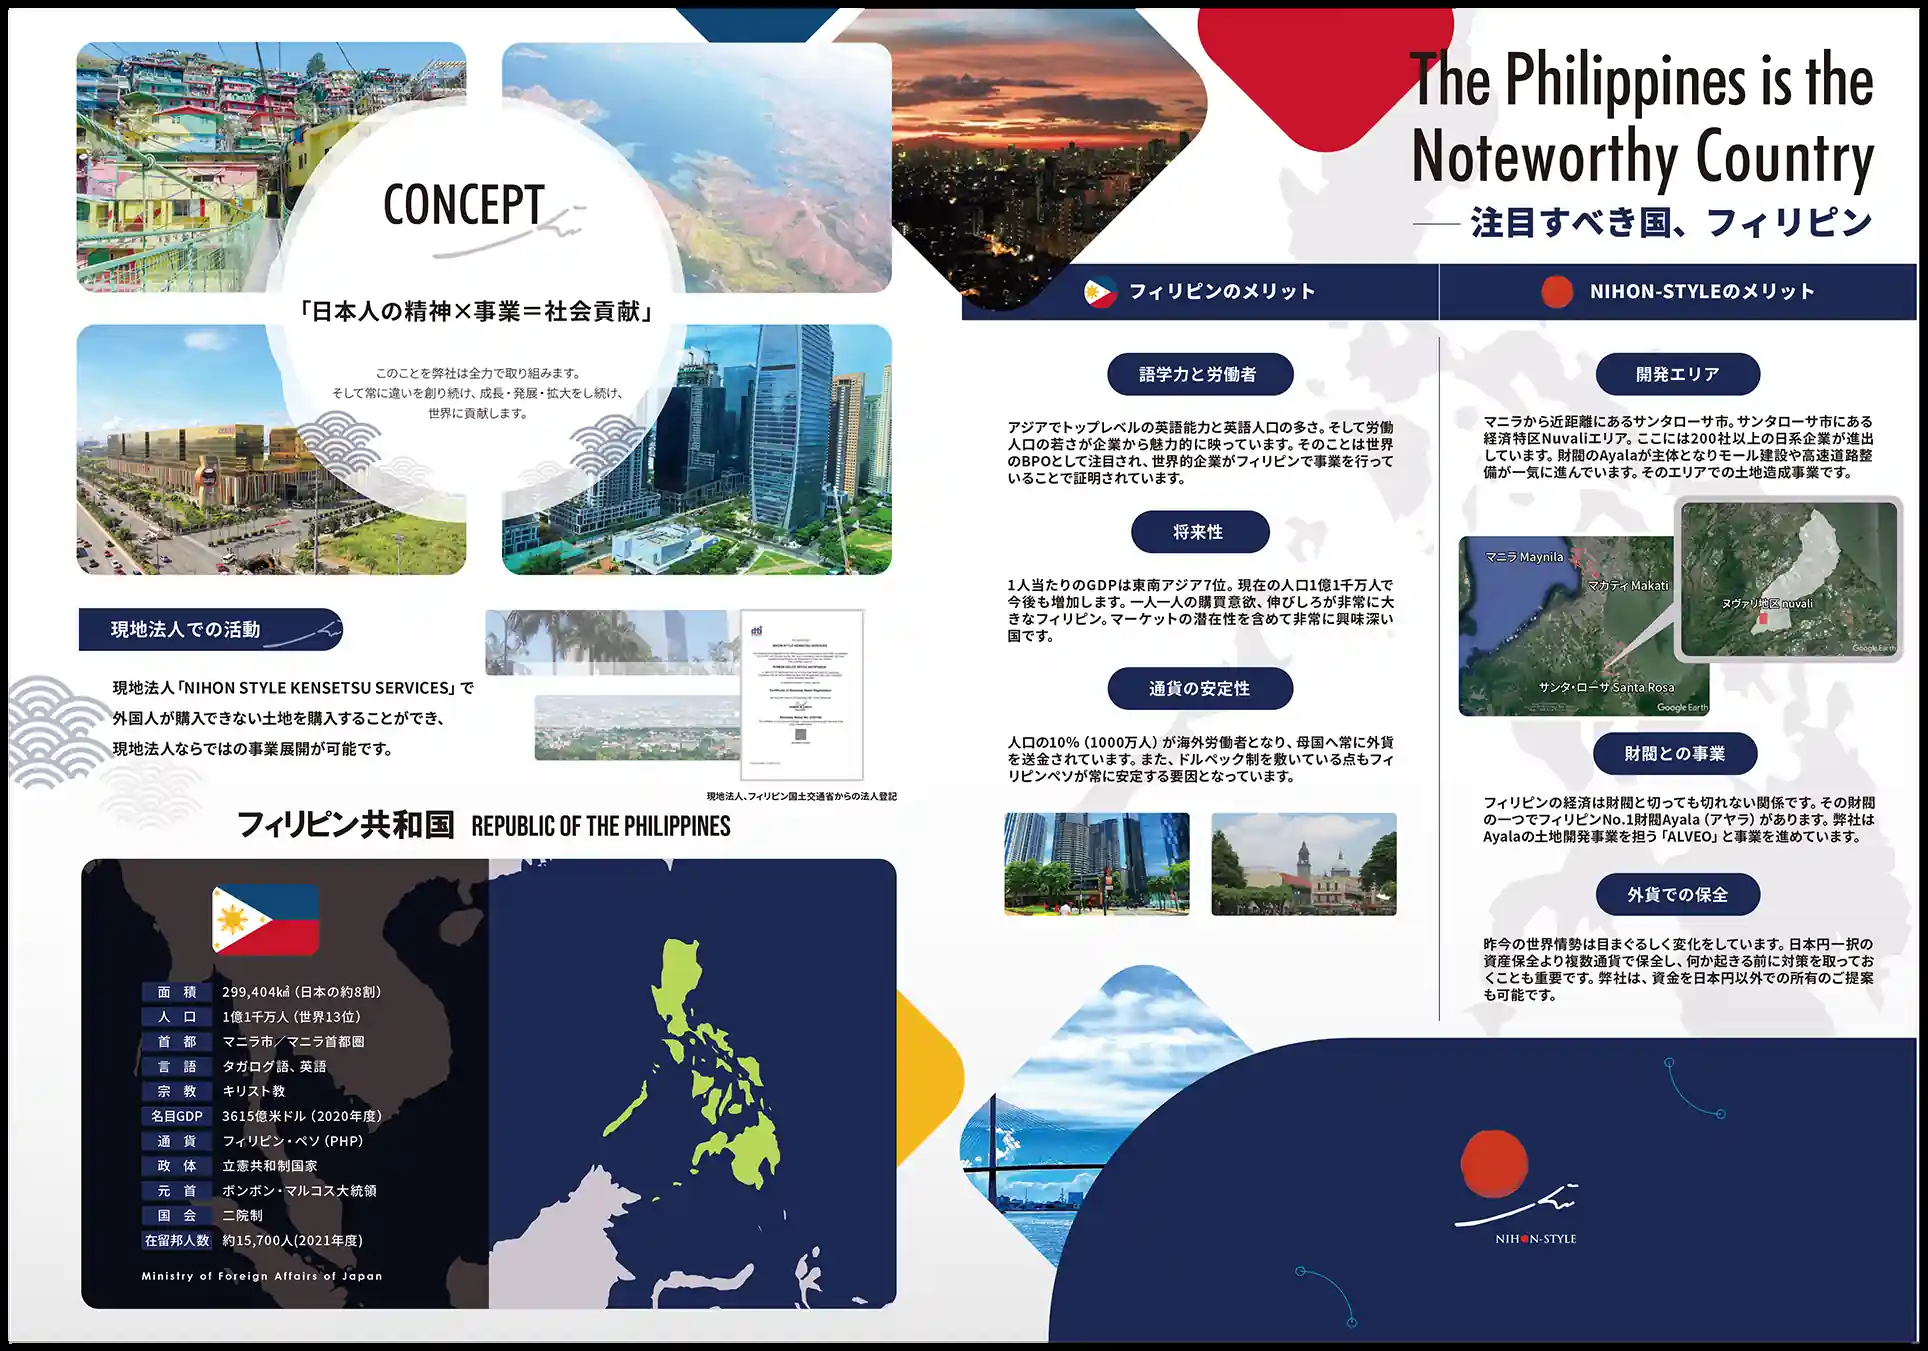 CONCEPT
「日本人の精神×事業＝社会貢献」
このことを弊社は全力で取り組みます。
そして常に違いを創り続け、成長・発展・拡大をし続け、
世界に貢献します。
現地法人での活動
現地法人「NIHON STYLE KENSETSU SERVICES」で
外国人が購入できない土地を購入することができ、
現地法人ならではの事業展開が可能です。
dti
現地法人、フィリピン国土交通省からの法人登記
フィリピン共和国 REPUBLIC OF THE PHILIPPINES
面 積 299,404㎢（日本の約8割）
人 口 1億1千万人（世界13位）
首 都 マニラ市／マニラ首都圏
言 語 タガログ語、英語
宗 教 キリスト教
名目GDP 3615億米ドル（2020年度）
通 貨 フィリピン・ペソ（PHP）
政 体 立憲共和制国家
元 首 ボンボン・マルコス大統領
国 会 二院制
在留邦人数 約15,700人(2021年度)
Ministry of Foreign Affairs of Japan
The Philippines is the
Noteworthy Country
注目すべき国、フィリピン
フィリピンのメリット
語学力と労働者
アジアでトップレベルの英語能力と英語人口の多さ。そして労働
人口の若さが企業から魅力的に映っています。そのことは世界
のBPOとして注目され、世界的企業がフィリピンで事業を行って
いることで証明されています。
将来性
1人当たりのGDPは東南アジア7位。現在の人口1億1千万人で
今後も増加します。一人一人の購買意欲、伸びしろが非常に大
きなフィリピン。マーケットの潜在性を含めて非常に興味深い
国です。
通貨の安定性
人口の10%（1000万人）が海外労働者となり、母国へ常に外貨
を送金されています。また、ドルペック制を敷いている点もフィ
リピンペソが常に安定する要因となっています。
NIHON-STYLEのメリット
開発エリア
マニラから近距離にあるサンタローサ市。サンタローサ市にある
経済特区Nuvaliエリア。ここには200社以上の日系企業が進出
しています。財閥のAyalaが主体となりモール建設や高速道路整
備が一気に進んでいます。そのエリアでの土地造成事業です。
マニラ Maynila
マカティ Makati
ヌヴァリ地区 nuvali
Google Earth
サンタ・ローサ Santa Rosa
Google Earth
財閥との事業
フィリピンの経済は財閥と切っても切れない関係です。その財閥
の一つでフィリピンNo.1財閥Ayala（アヤラ）があります。弊社は
Ayalaの土地開発事業を担う「ALVEO」と事業を進めています。
外貨での保全
昨今の世界情勢は目まぐるしく変化をしています。日本円一択の
資産保全より複数通貨で保全し、何か起きる前に対策を取ってお
くことも重要です。弊社は、資金を日本円以外での所有のご提案
も可能です。
NIHON-STYLE